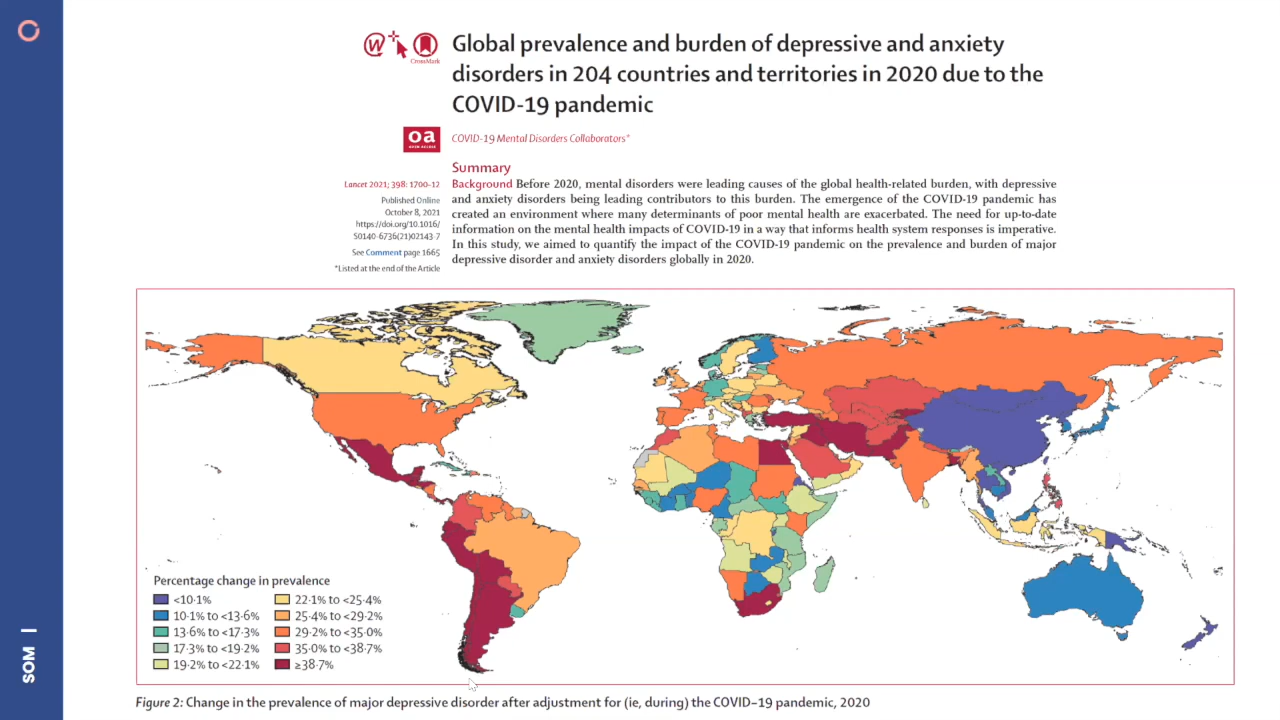 Global prevalence and burden of depressive and anxiety
disorders in 204 countries and territories in 2020 due to the
COVID-19 pandemic
CrossMark
oa
OPEN ACCESS
COVID-19 Mental Disorders Collaborators*
Summary
Lancet 2021; 398: 1700–12
Published Online
October 8, 2021
https://doi.org/10.1016/
S0140-6736(21)02143-7
See Comment page 1665
*Listed at the end of the Article
Background Before 2020, mental disorders were leading causes of the global health-related burden, with depressive
and anxiety disorders being leading contributors to this burden. The emergence of the COVID-19 pandemic has
created an environment where many determinants of poor mental health are exacerbated. The need for up-to-date
information on the mental health impacts of COVID-19 in a way that informs health system responses is imperative.
In this study, we aimed to quantify the impact of the COVID-19 pandemic on the prevalence and burden of major
depressive disorder and anxiety disorders globally in 2020.
Percentage change in prevalence
<10·1%
10·1% to <13·6%
13·6% to <17·3%
17·3% to <19·2%
19·2% to <22·1%
22·1% to <25·4%
25·4% to <29·2%
29·2% to <35·0%
35·0% to <38·7%
≥38·7%
Figure 2: Change in the prevalence of major depressive disorder after adjustment for (ie, during) the COVID-19 pandemic, 2020
SOM